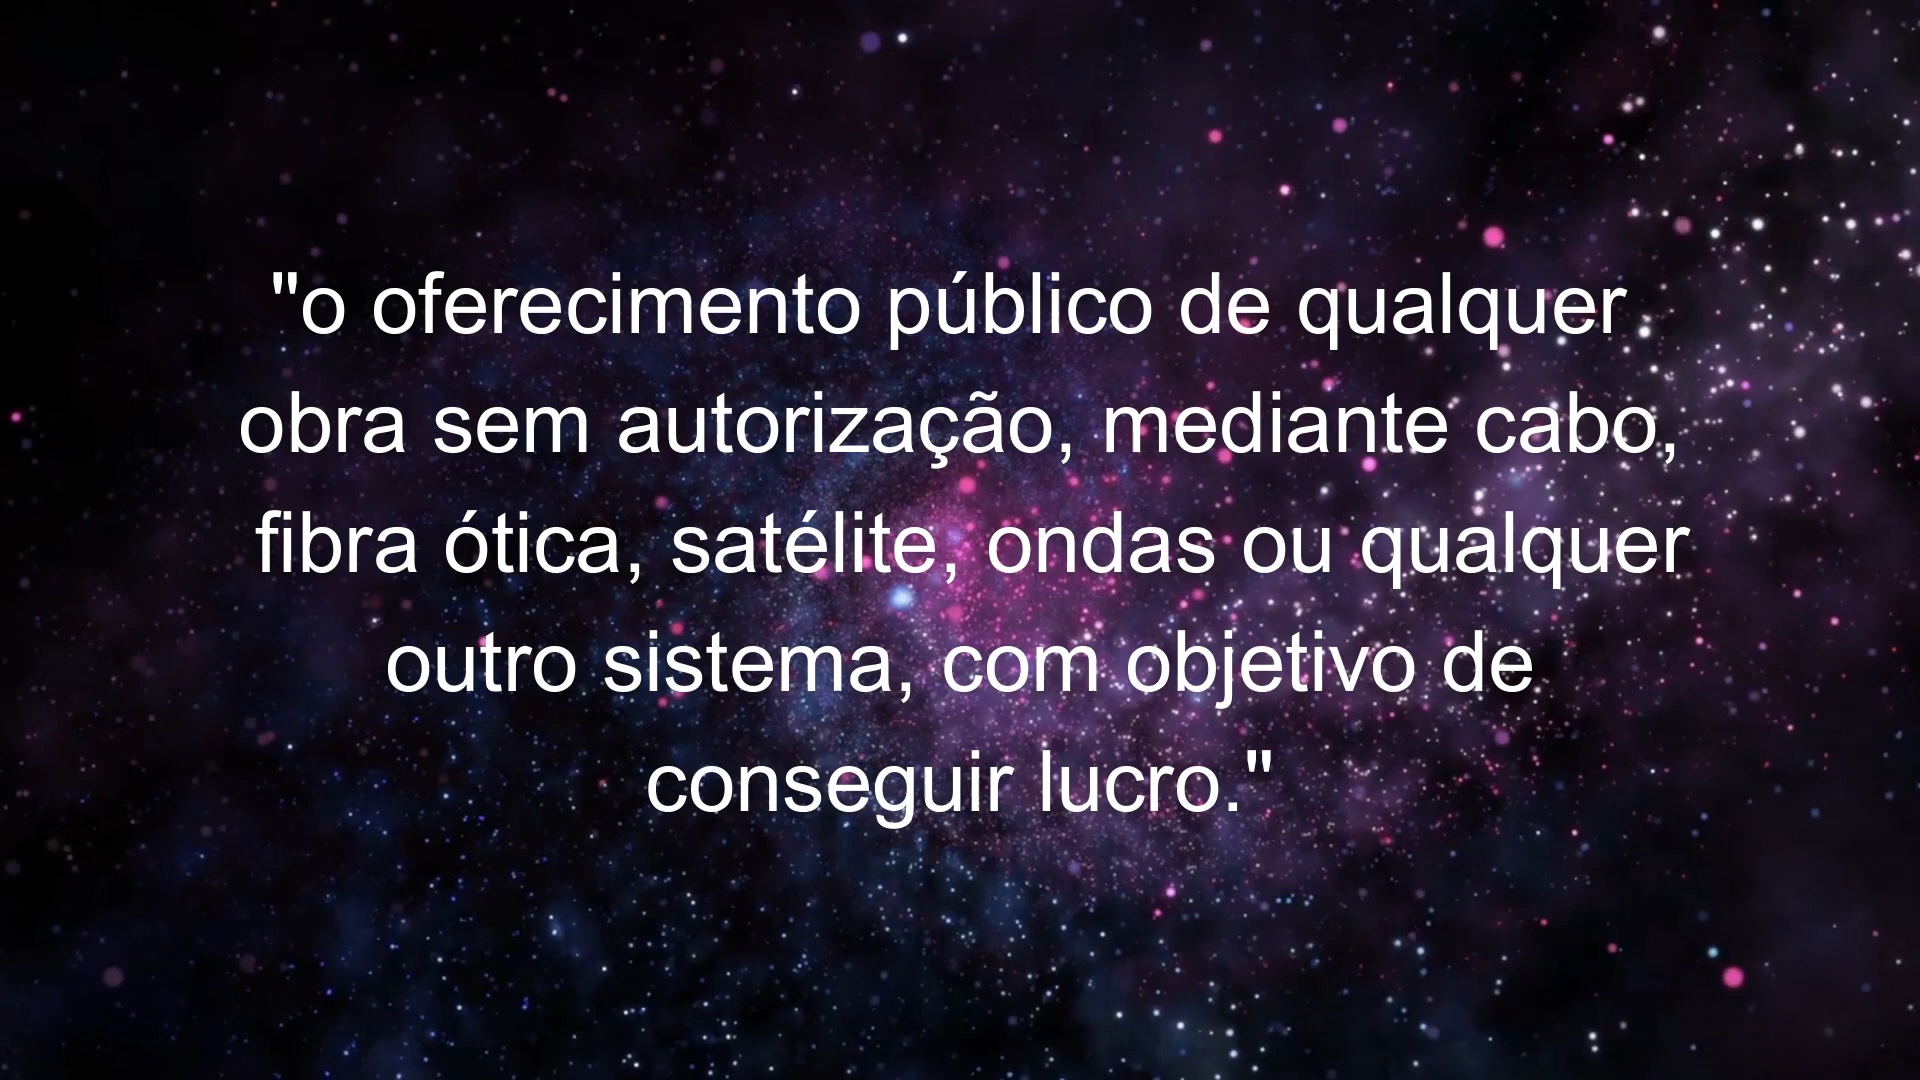 "o oferecimento público de qualquer
obra sem autorização, mediante cabo,
fibra ótica, satélite, ondas ou qualquer
outro sistema, com objetivo de
conseguir lucro."